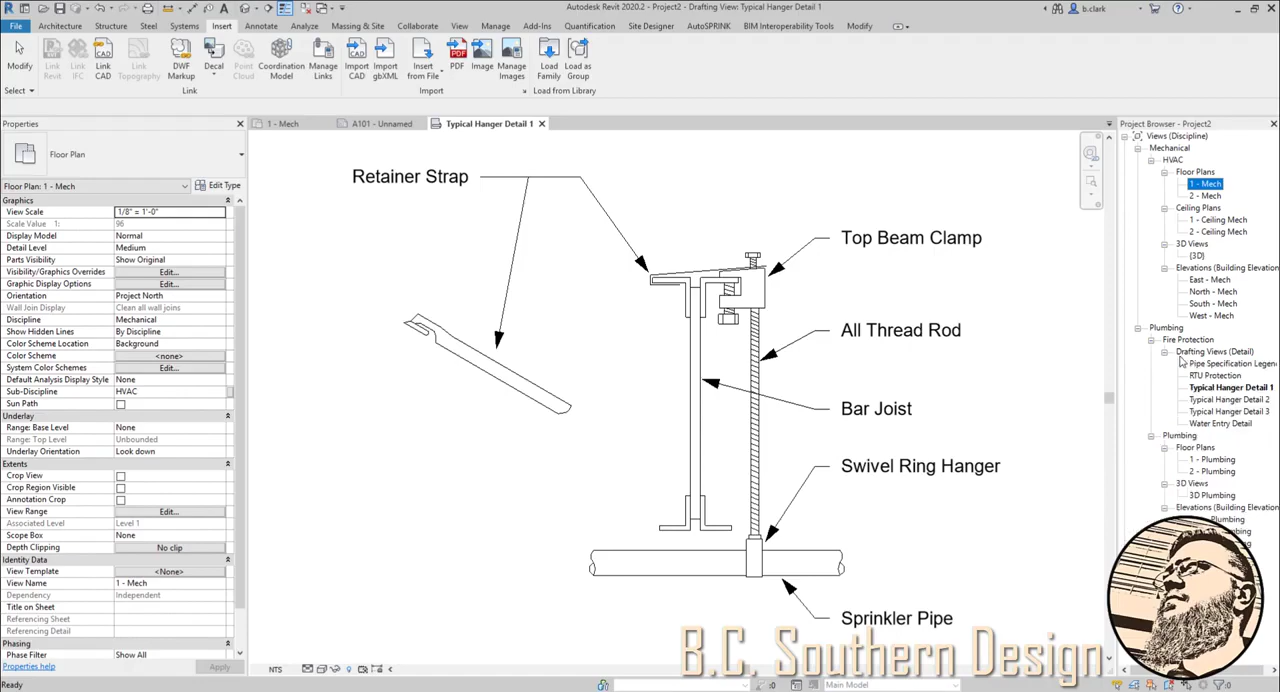 Autodesk Revit 2020.2 - Drafting View: Typical Hanger Detail 1
b.clark
File Architecture Structure Steel Systems Insert Annotate Analyze Massing & Site Collaborate View Manage Add-Ins Quantification Site Designer AutoSPRINK BIM Interoperability Tools Modify
Modify
Link Revit
Link IFC
Link CAD
Link Topography
DWF Markup
Decal
Point Cloud
Coordination Model
Manage Links
Import CAD
Import gbXML
Insert from File
PDF
Image
Manage Images
Load Family
Load as Group
Select
Link
Import
Load from Library
Properties
1 - Mech
A101 - Unnamed
Typical Hanger Detail 1
Project Browser - Project2
Floor Plan
Floor Plan: 1 - Mech
Edit Type
Graphics
View Scale 1/8" = 1'-0"
Scale Value 1: 96
Display Model Normal
Detail Level Medium
Parts Visibility Show Original
Visibility/Graphics Overrides Edit...
Graphic Display Options Edit...
Orientation Project North
Wall Join Display Clean all wall joins
Discipline Mechanical
Show Hidden Lines By Discipline
Color Scheme Location Background
Color Scheme <none>
System Color Schemes Edit...
Default Analysis Display Style None
Sub-Discipline HVAC
Sun Path
Underlay
Range: Base Level None
Range: Top Level Unbounded
Underlay Orientation Look down
Extents
Crop View
Crop Region Visible
Annotation Crop
View Range Edit...
Associated Level Level 1
Scope Box None
Depth Clipping No clip
Identity Data
View Template <None>
View Name 1 - Mech
Dependency Independent
Title on Sheet
Referencing Sheet
Referencing Detail
Phasing
Phase Filter Show All
Properties help
Apply
Retainer Strap
Top Beam Clamp
All Thread Rod
Bar Joist
Swivel Ring Hanger
Sprinkler Pipe
Views (Discipline)
Mechanical
HVAC
Floor Plans
1 - Mech
2 - Mech
Ceiling Plans
1 - Ceiling Mech
2 - Ceiling Mech
3D Views
{3D}
Elevations (Building Elevation
East - Mech
North - Mech
South - Mech
West - Mech
Plumbing
Fire Protection
Drafting Views (Detail)
Pipe Specification Legen
RTU Protection
Typical Hanger Detail 1
Typical Hanger Detail 2
Typical Hanger Detail 3
Water Entry Detail
Plumbing
Floor Plans
1 - Plumbing
2 - Plumbing
3D Views
3D Plumbing
Elevations (Building Elevation
Plumbing
B.C. Southern Design
NTS
Ready
:0
Main Model
:0